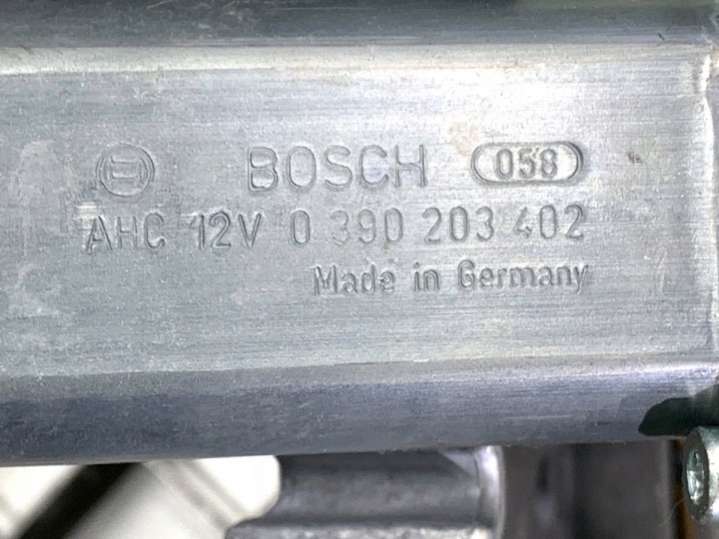 BOSCH 058
AHC 12V 0 390 203 402
Made in Germany